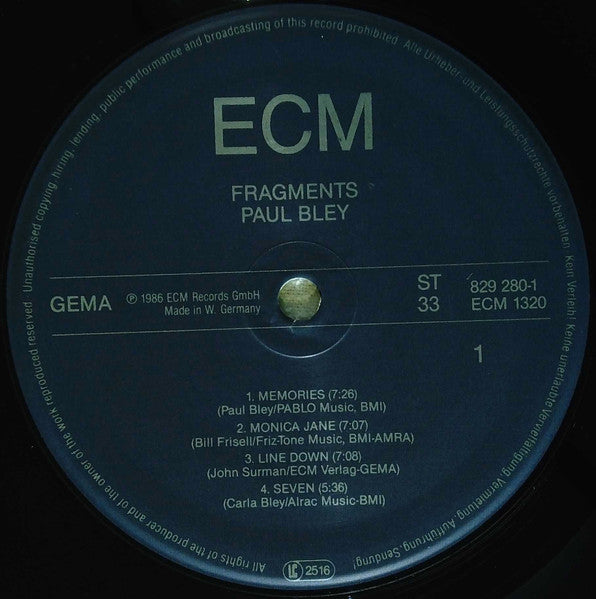 ECM
FRAGMENTS
PAUL BLEY
GEMA
℗ 1986 ECM Records GmbH
Made in W. Germany
ST
33
829 280-1
ECM 1320
1
1. MEMORIES (7:26)
(Paul Bley/PABLO Music, BMI)
2. MONICA JANE (7:07)
(Bill Frisell/Friz-Tone Music, BMI-AMRA)
3. LINE DOWN (7:08)
(John Surman/ECM Verlag-GEMA)
4. SEVEN (5:36)
(Carla Bley/Alrac Music-BMI)
LC 2516
All rights of the producer and of the owner of the work reproduced reserved. Unauthorised copying, hiring, lending, public performance and broadcasting of this record prohibited. Alle Urheber- und Leistungsschutzrechte vorbehalten. Kein Verleih! Keine unerlaubte Vervielfältigung, Vermietung, Aufführung, Sendung!